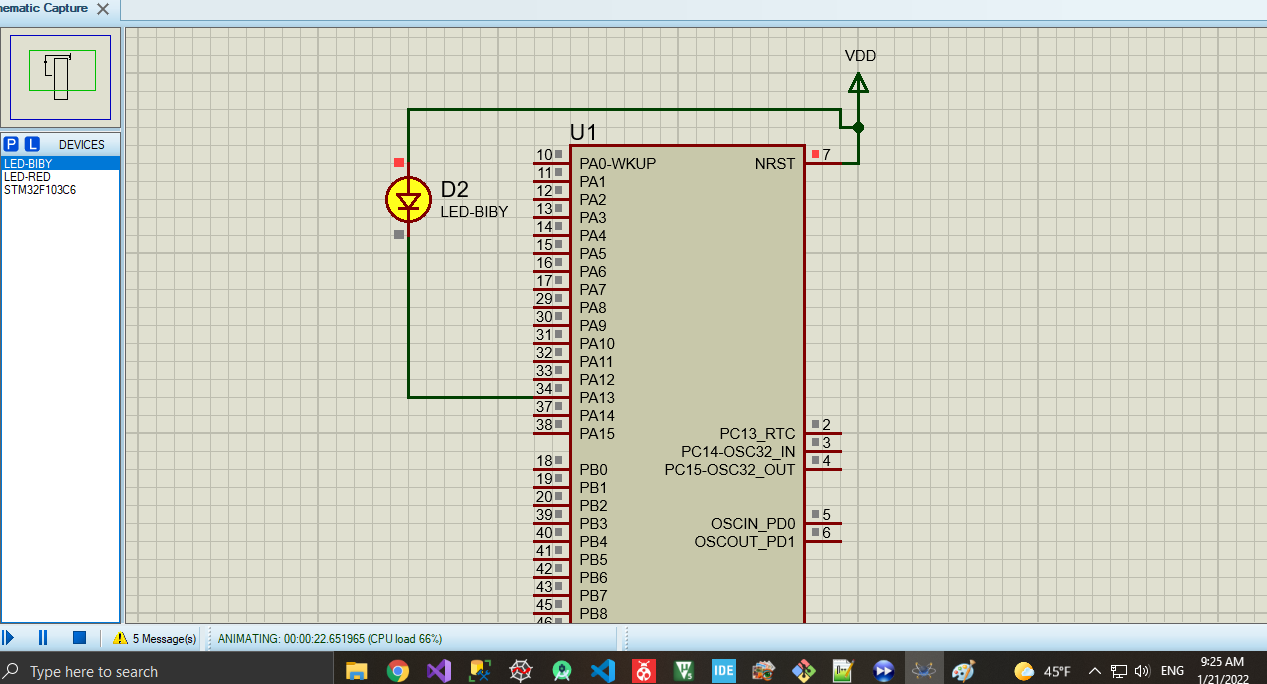 nematic Capture
VDD
U1
P L DEVICES
LED-BIBY
LED-RED
STM32F103C6
D2
LED-BIBY
10 PA0-WKUP NRST 7
11 PA1
12 PA2
13 PA3
14 PA4
15 PA5
16 PA6
17 PA7
29 PA8
30 PA9
31 PA10
32 PA11
33 PA12
34 PA13
37 PA14
38 PA15
PC13_RTC 2
PC14-OSC32_IN 3
PC15-OSC32_OUT 4
18 PB0
19 PB1
20 PB2
39 PB3 OSCIN_PD0 5
40 PB4 OSCOUT_PD1 6
41 PB5
42 PB6
43 PB7
45 PB8
46
5 Message(s) ANIMATING: 00:00:22.651965 (CPU load 66%)
Type here to search
IDE
45°F
ENG
9:25 AM
1/21/2022